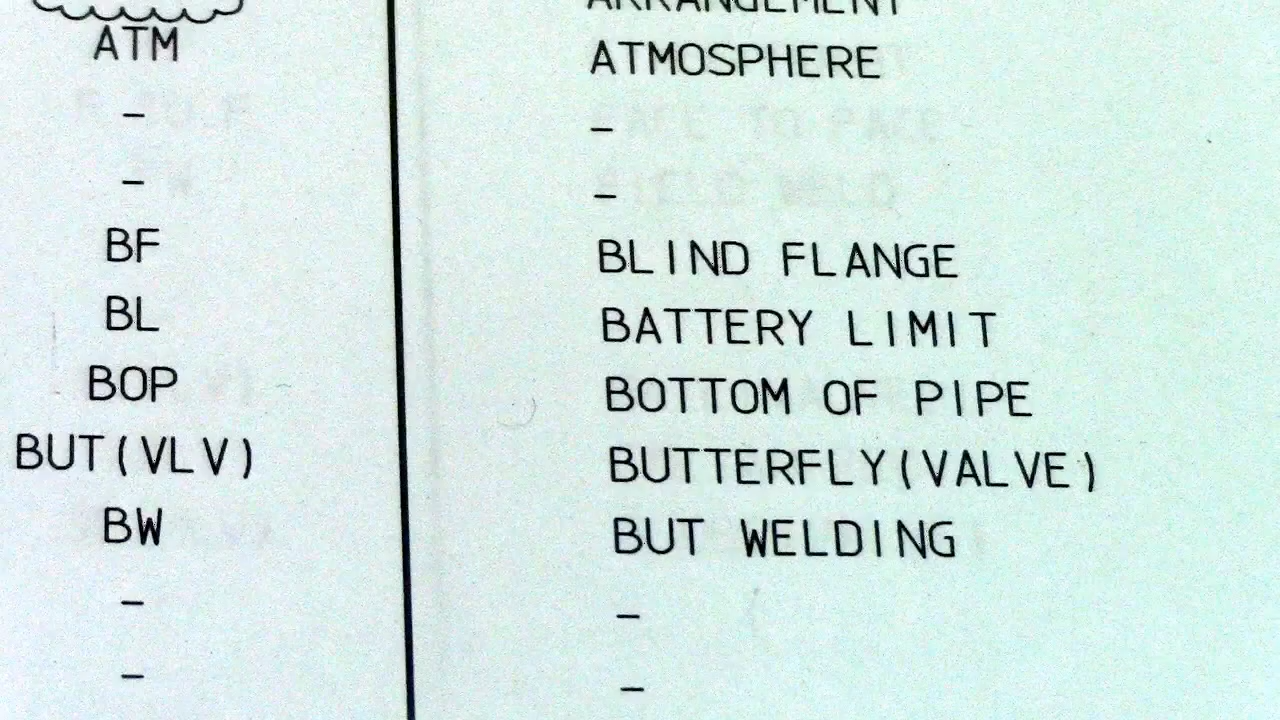 ARRANGEMENT
ATM ATMOSPHERE
- -
- -
BF BLIND FLANGE
BL BATTERY LIMIT
BOP BOTTOM OF PIPE
BUT(VLV) BUTTERFLY(VALVE)
BW BUT WELDING
- -
- -